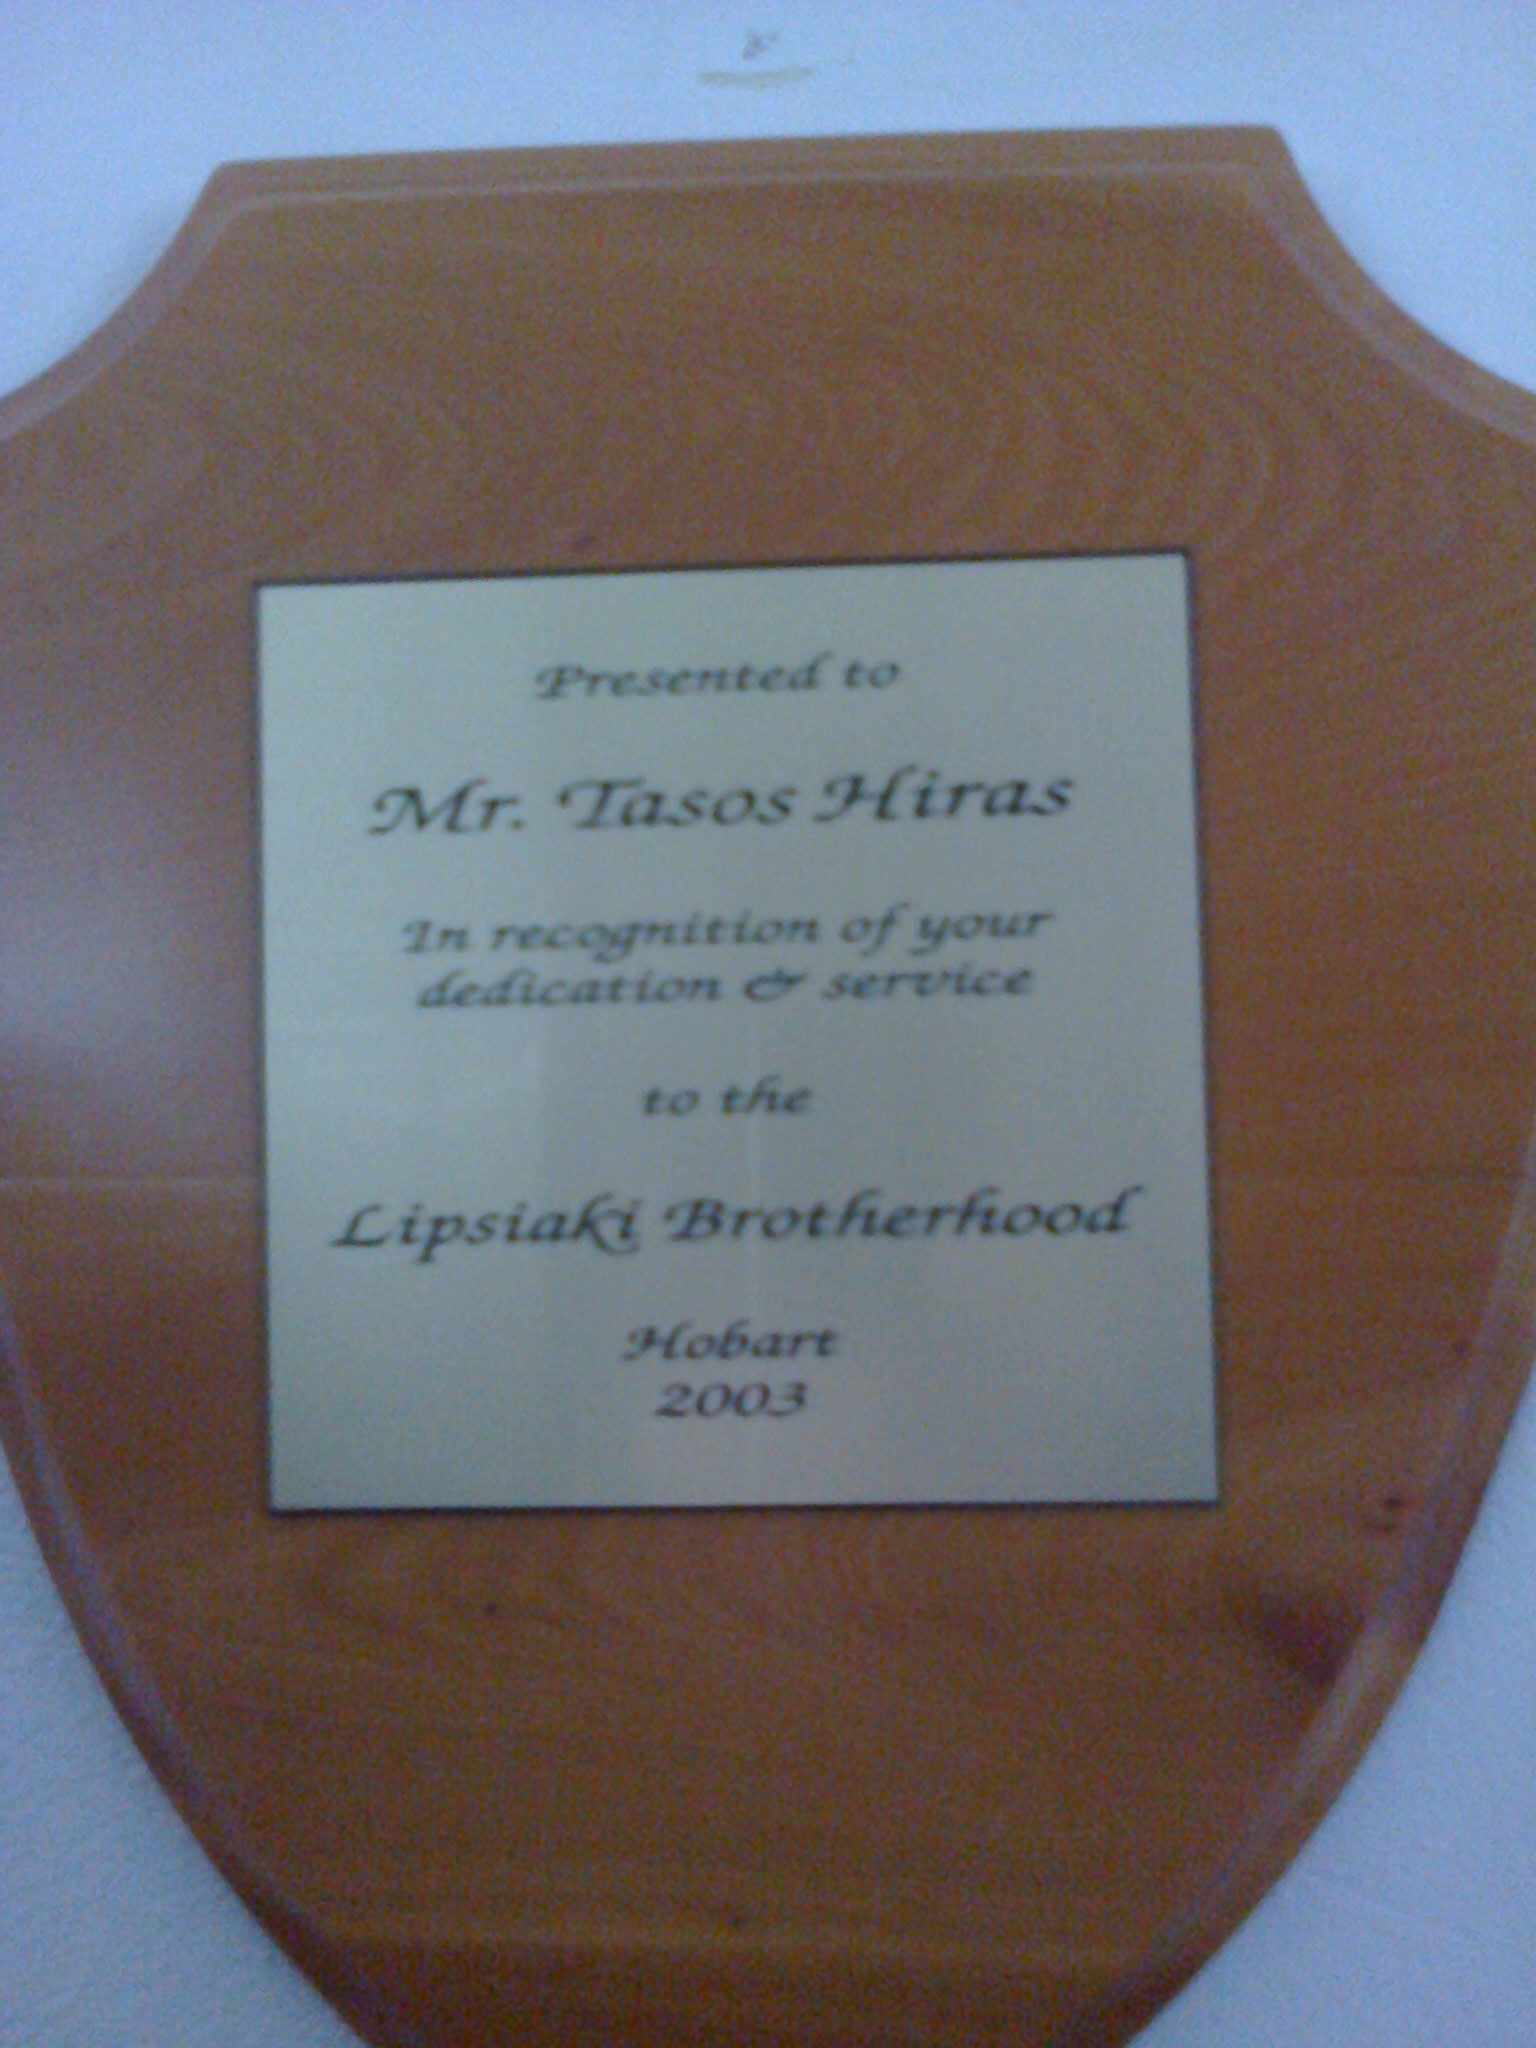 Presented to
Mr. Tasos Hiras
In recognition of your
dedication & service
to the
Lipsiaki Brotherhood
Hobart
2003